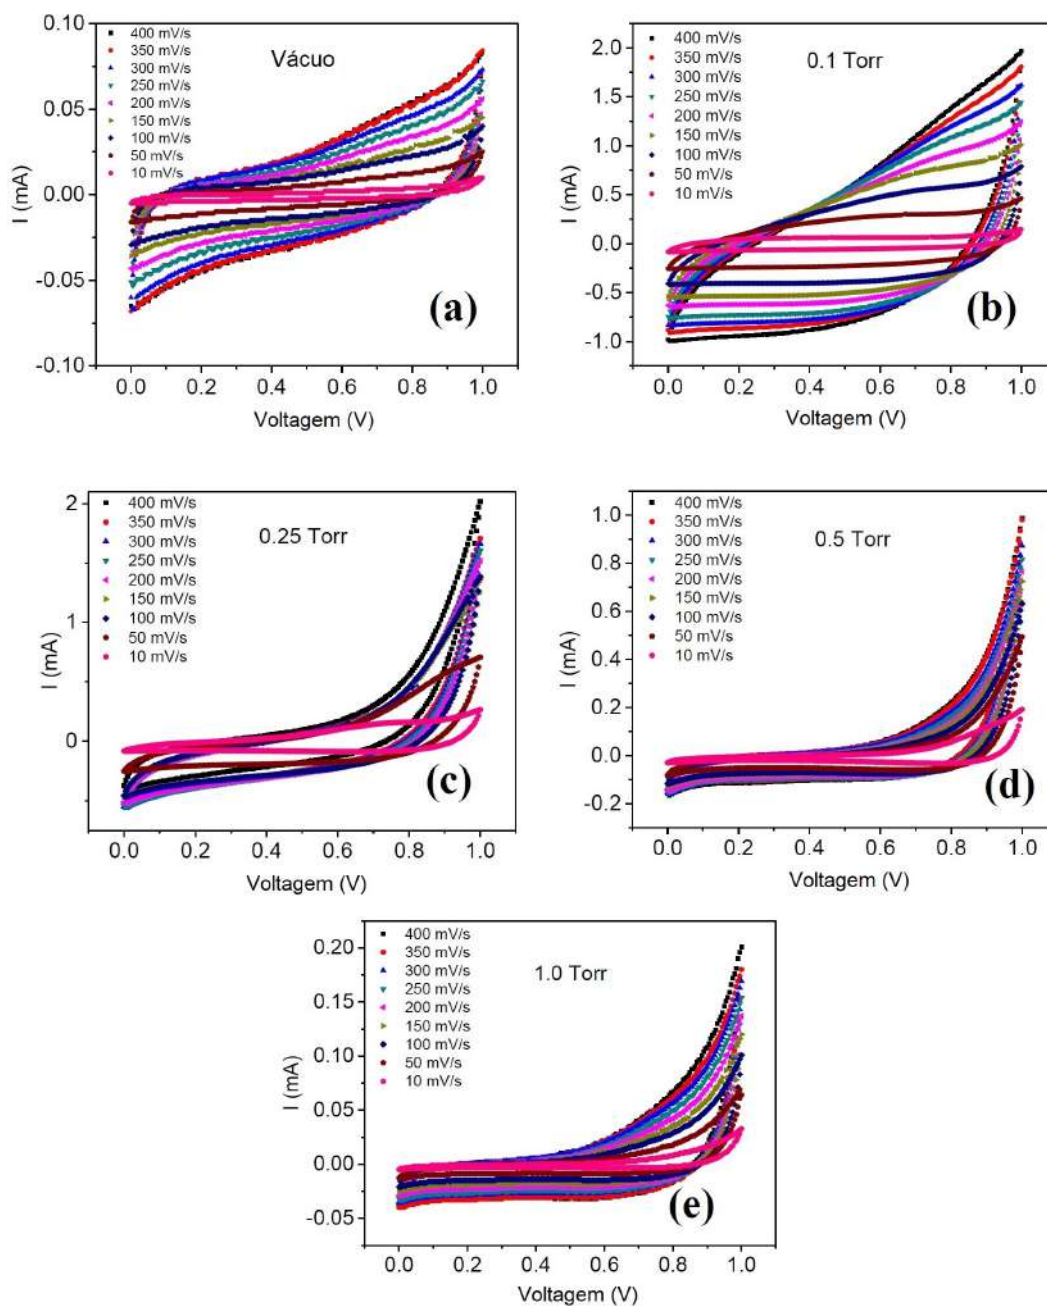 400 mV/s
350 mV/s
300 mV/s
250 mV/s
200 mV/s
150 mV/s
100 mV/s
50 mV/s
10 mV/s
Vácuo
0.10
0.05
0.00
-0.05
-0.10
I (mA)
(a)
0.0 0.2 0.4 0.6 0.8 1.0
Voltagem (V)
400 mV/s
350 mV/s
300 mV/s
250 mV/s
200 mV/s
150 mV/s
100 mV/s
50 mV/s
10 mV/s
0.1 Torr
2.0
1.5
1.0
0.5
0.0
-0.5
-1.0
I (mA)
(b)
0.0 0.2 0.4 0.6 0.8 1.0
Voltagem (V)
400 mV/s
350 mV/s
300 mV/s
250 mV/s
200 mV/s
150 mV/s
100 mV/s
50 mV/s
10 mV/s
0.25 Torr
2
1
0
I (mA)
(c)
0.0 0.2 0.4 0.6 0.8 1.0
Voltagem (V)
400 mV/s
350 mV/s
300 mV/s
250 mV/s
200 mV/s
150 mV/s
100 mV/s
50 mV/s
10 mV/s
0.5 Torr
1.0
0.8
0.6
0.4
0.2
0.0
-0.2
I (mA)
(d)
0.0 0.2 0.4 0.6 0.8 1.0
Voltagem (V)
400 mV/s
350 mV/s
300 mV/s
250 mV/s
200 mV/s
150 mV/s
100 mV/s
50 mV/s
10 mV/s
1.0 Torr
0.20
0.15
0.10
0.05
0.00
-0.05
I (mA)
(e)
0.0 0.2 0.4 0.6 0.8 1.0
Voltagem (V)